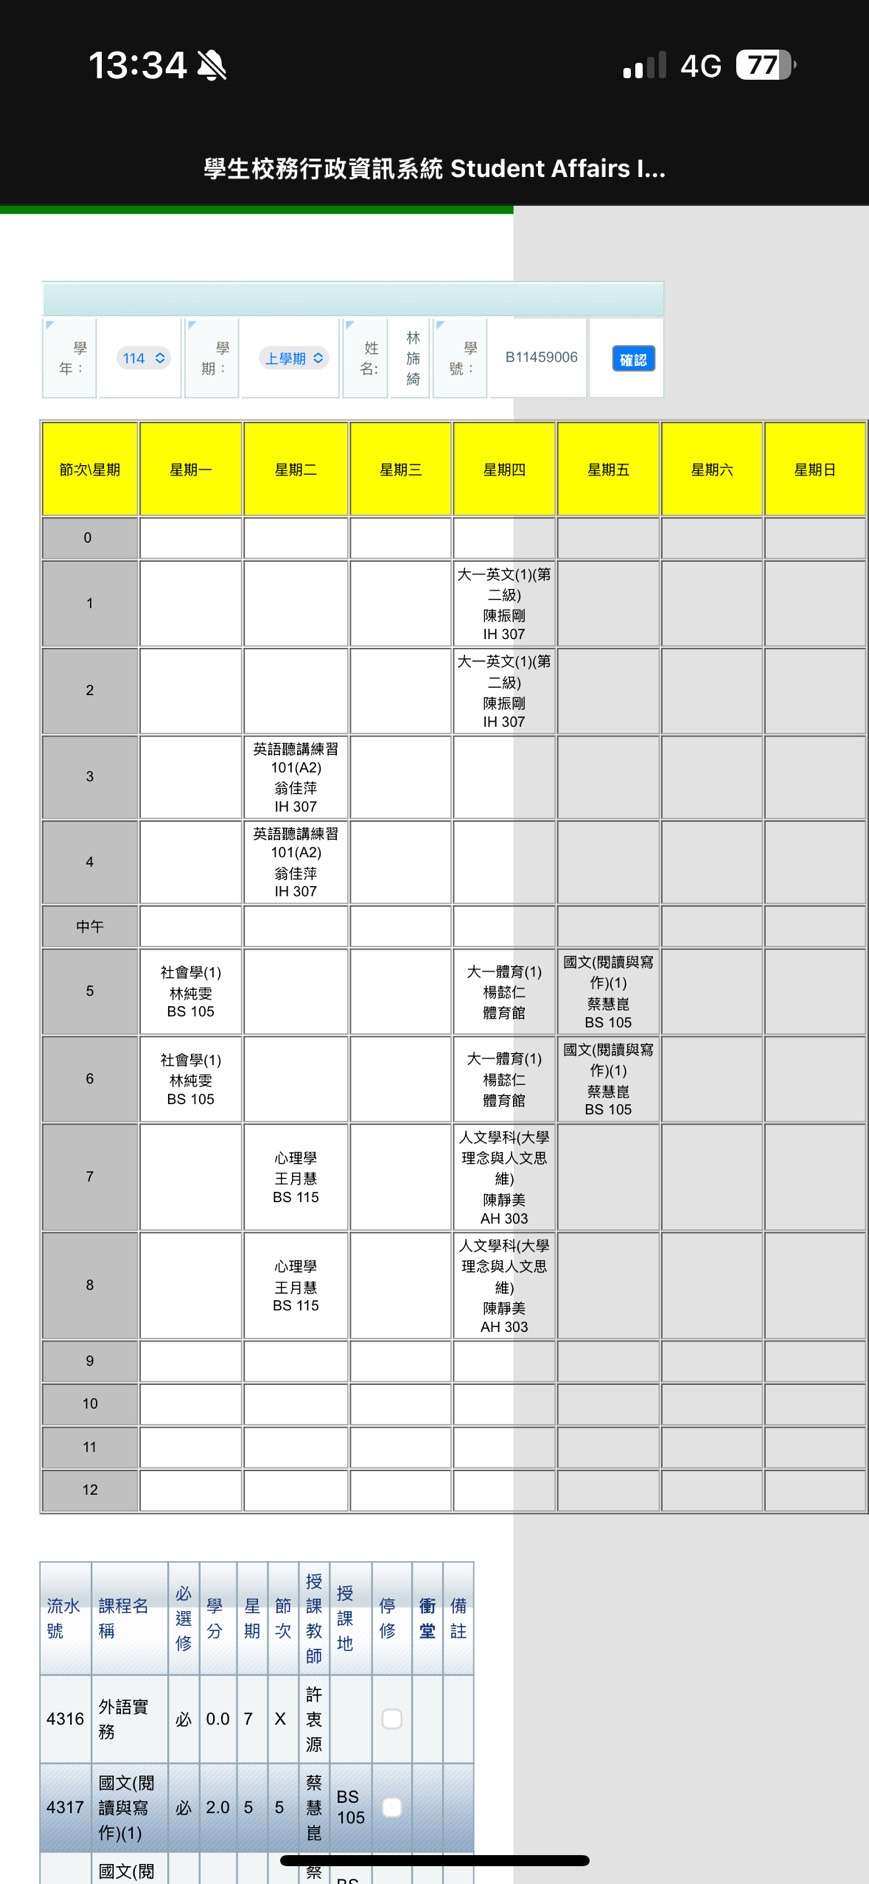 13:34
4G
77
學生校務行政資訊系統 Student Affairs I...
學
年：
114
學
期：
上學期
姓
名:
林
施
綺
學
號：
B11459006
確認
節次\星期
星期一
星期二
星期三
星期四
星期五
星期六
星期日
0
1
大一英文(1)(第
二級)
陳振剛
IH 307
2
大一英文(1)(第
二級)
陳振剛
IH 307
3
英語聽講練習
101(A2)
翁佳萍
IH 307
4
英語聽講練習
101(A2)
翁佳萍
IH 307
中午
5
社會學(1)
林純雯
BS 105
大一體育(1)
楊懿仁
體育館
國文(閱讀與寫
作)(1)
蔡慧崑
BS 105
6
社會學(1)
林純雯
BS 105
大一體育(1)
楊懿仁
體育館
國文(閱讀與寫
作)(1)
蔡慧崑
BS 105
7
心理學
王月慧
BS 115
人文學科(大學
理念與人文思
維)
陳靜美
AH 303
8
心理學
王月慧
BS 115
人文學科(大學
理念與人文思
維)
陳靜美
AH 303
9
10
11
12
流水
號
課程名
稱
必
選
修
學
分
星
期
節
次
授
課
教
師
授
課
地
停
修
衝
堂
備
註
4316
外語實
務
必
0.0
7
X
許
衷
源
4317
國文(閱
讀與寫
作)(1)
必
2.0
5
5
蔡
慧
崑
BS
105
國文(閱
蔡
BS